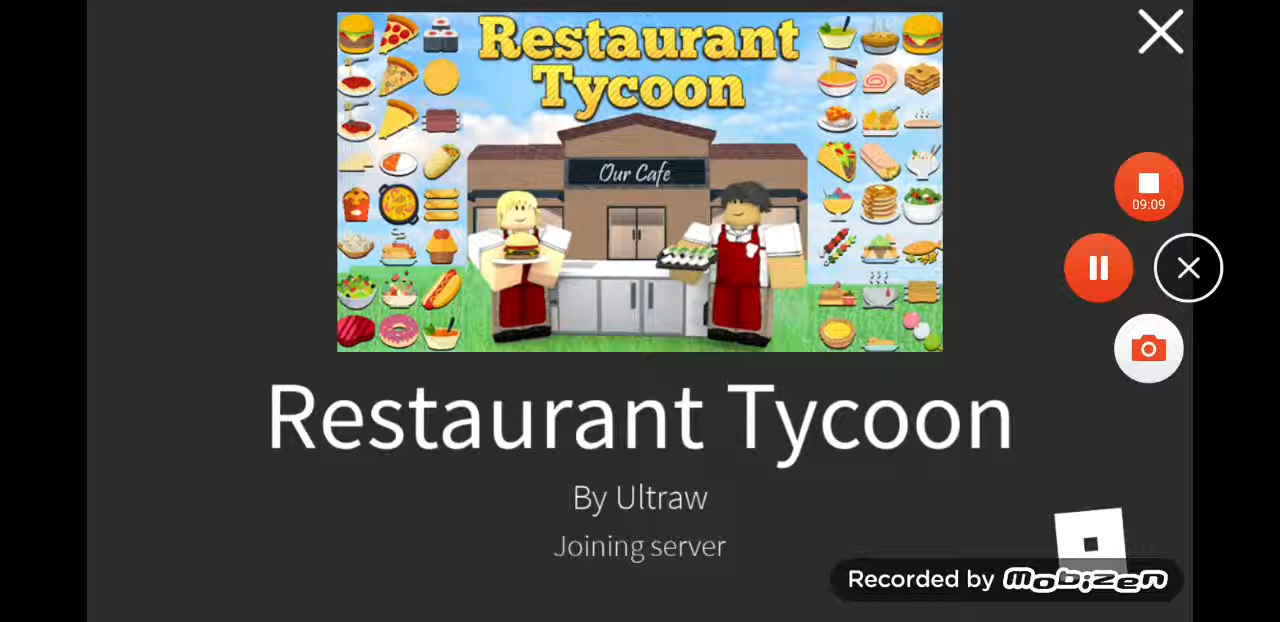 Restaurant
Tycoon
Our Cafe
09:09
Restaurant Tycoon
By Ultraw
Joining server
Recorded by mobizen